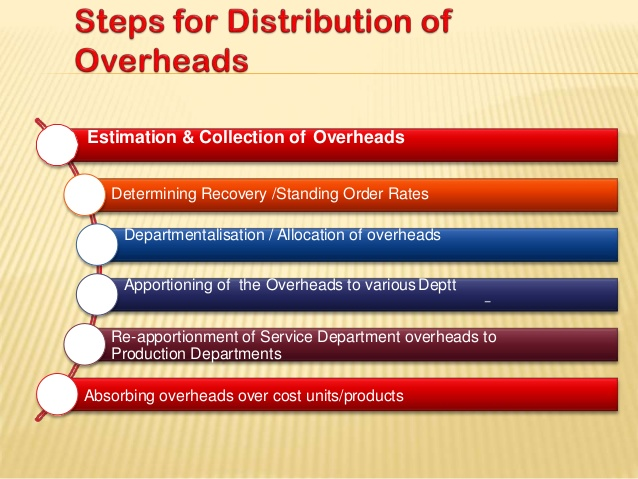 Steps for Distribution of
Overheads
Estimation & Collection of Overheads
Determining Recovery /Standing Order Rates
Departmentalisation / Allocation of overheads
Apportioning of the Overheads to various Deptt
–
Re-apportionment of Service Department overheads to
Production Departments
Absorbing overheads over cost units/products